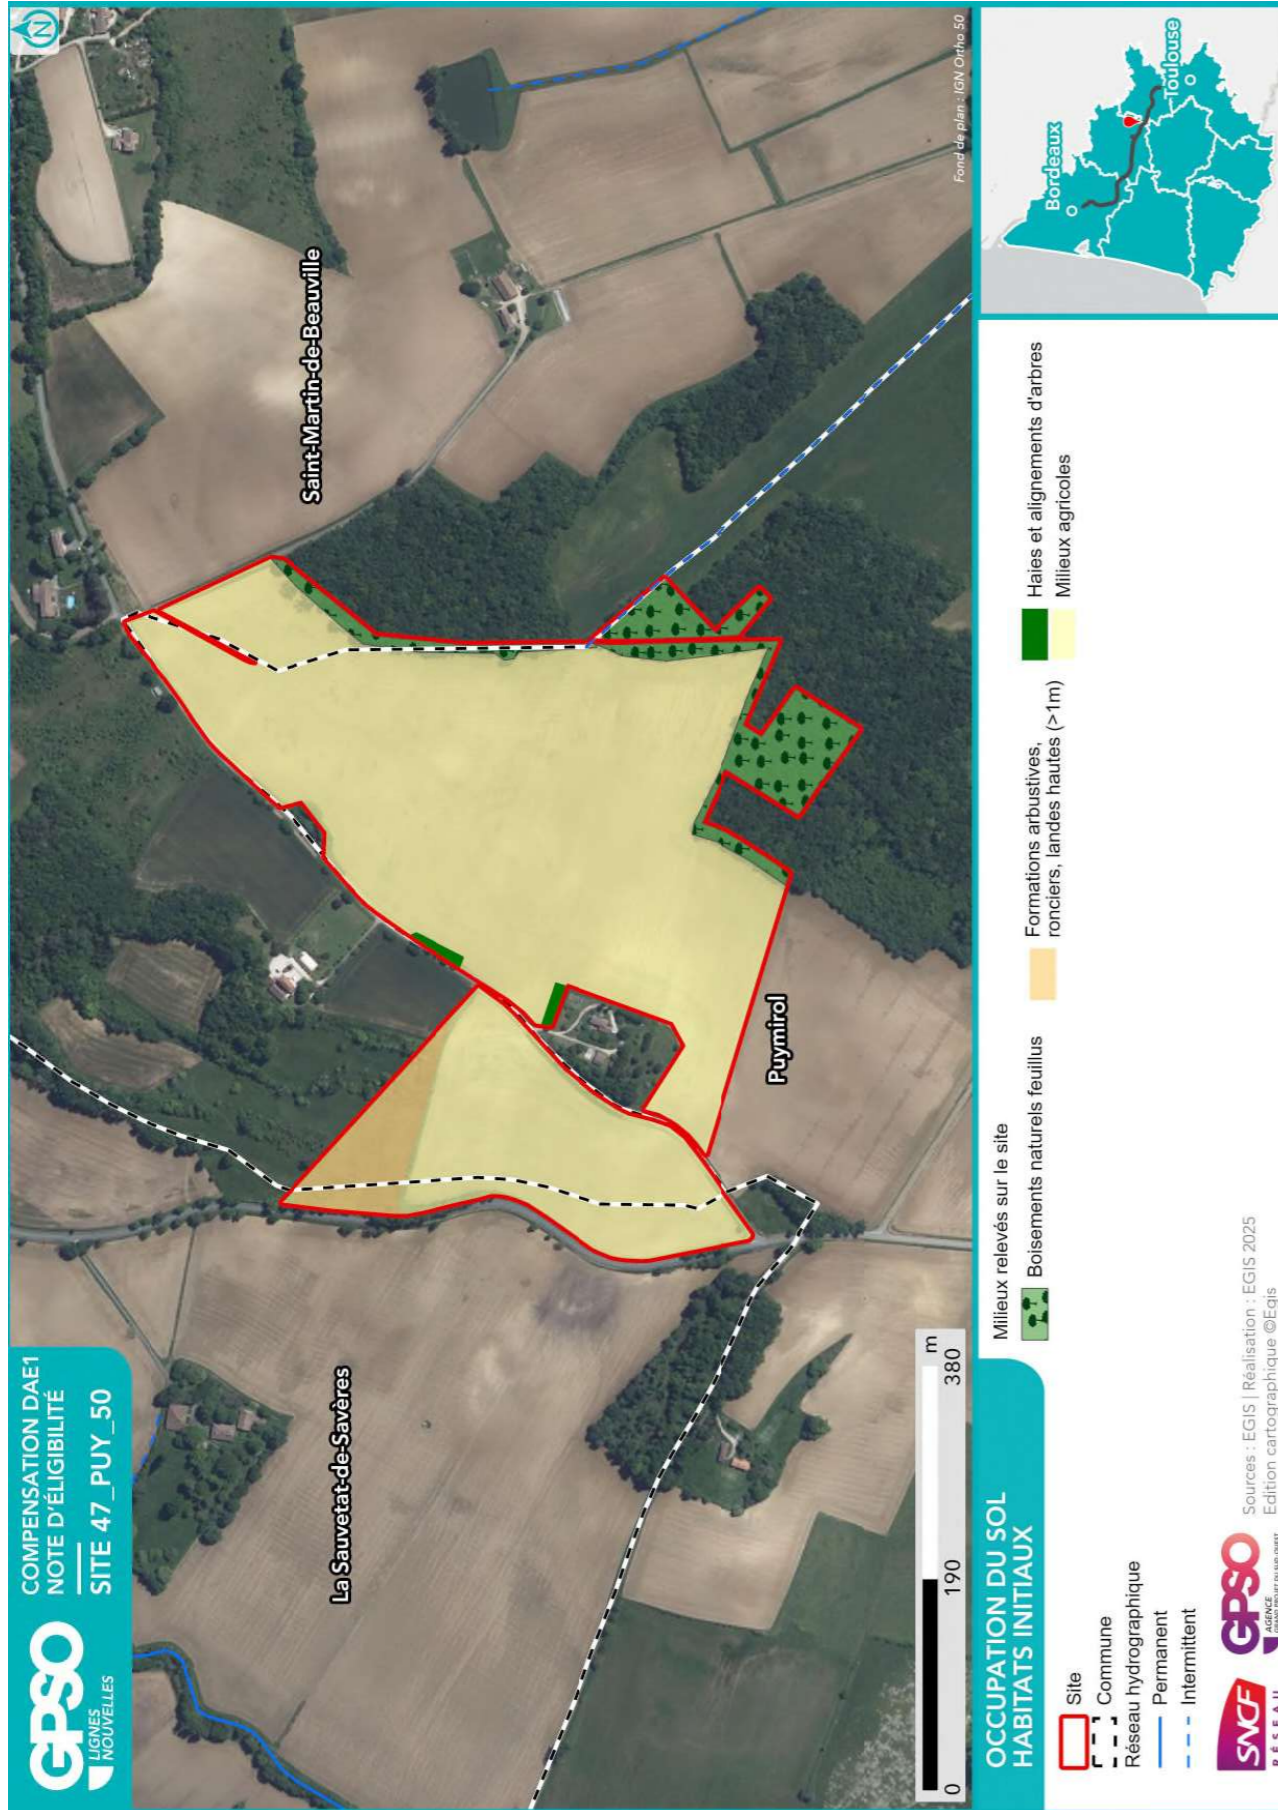 GPSO
LIGNES
NOUVELLES
COMPENSATION DAE1
NOTE D'ÉLIGIBILITÉ
SITE 47_PUY_50
N
La Sauvetat-de-Savères
Saint-Martin-de-Beauville
Puymirol
0 190 380 m
Fond de plan : IGN Ortho 50
OCCUPATION DU SOL
HABITATS INITIAUX
Site
Commune
Réseau hydrographique
Permanent
Intermittent
Milieux relevés sur le site
Boisements naturels feuillus
Formations arbustives,
ronciers, landes hautes (>1m)
Haies et alignements d'arbres
Milieux agricoles
Bordeaux
Toulouse
SNCF
RÉSEAU
GPSO
AGENCE
Sources : EGIS | Réalisation : EGIS 2025
Edition cartographique ©Egis